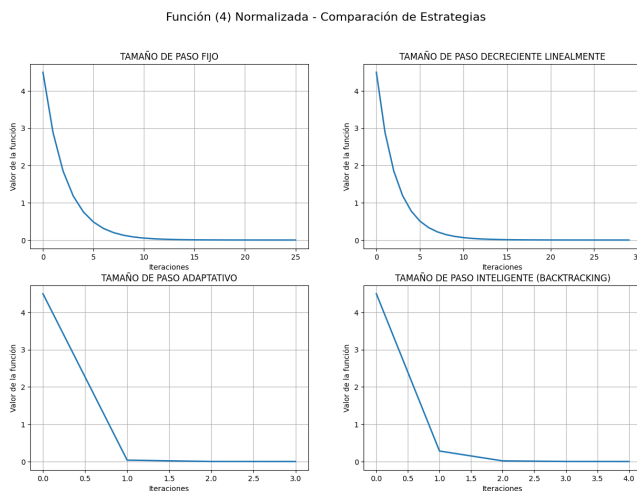 Función (4) Normalizada - Comparación de Estrategias
TAMAÑO DE PASO FIJO
Valor de la función
4
3
2
1
0
0 5 10 15 20 25
Iteraciones
TAMAÑO DE PASO DECRECIENTE LINEALMENTE
Valor de la función
4
3
2
1
0
0 5 10 15 20 25
Iteraciones
TAMAÑO DE PASO ADAPTATIVO
Valor de la función
4
3
2
1
0
0.0 0.5 1.0 1.5 2.0 2.5 3.0
Iteraciones
TAMAÑO DE PASO INTELIGENTE (BACKTRACKING)
Valor de la función
4
3
2
1
0
0.0 0.5 1.0 1.5 2.0 2.5 3.0 3.5 4.0
Iteraciones